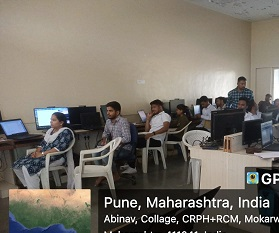 GP
Pune, Maharashtra, India
Abinav, Collage, CRPH+RCM, Mokarw